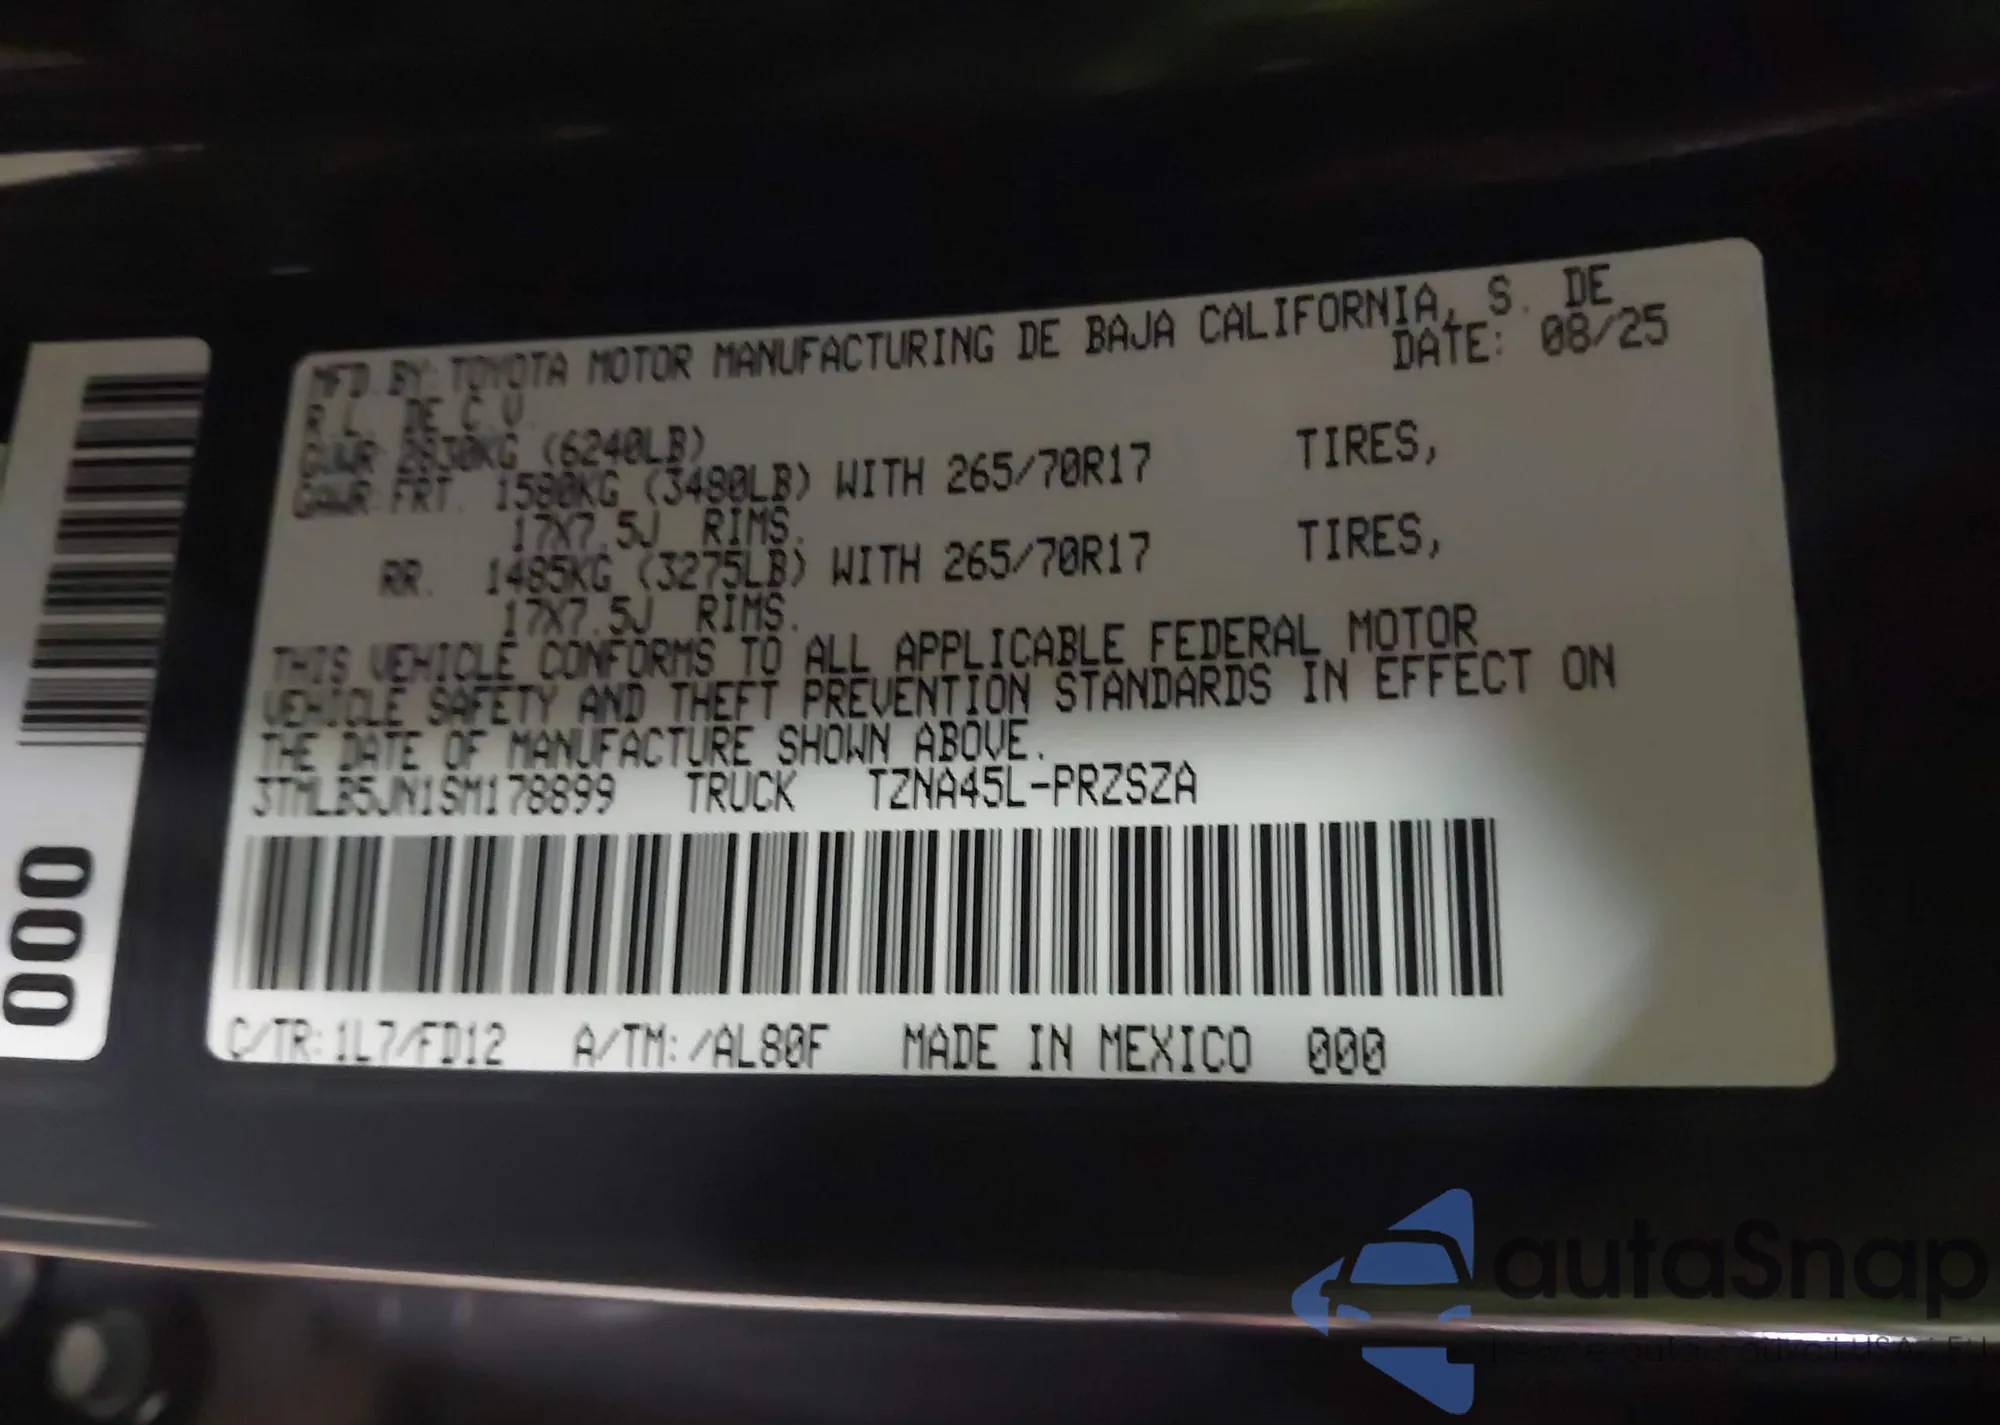 MFD. BY: TOYOTA MOTOR MANUFACTURING DE BAJA CALIFORNIA, S. DE
R.L. DE C.V. DATE: 08/25
GVWR 2830KG (6240LB)
GAWR FRT. 1580KG (3480LB) WITH 265/70R17 TIRES,
17X7.5J RIMS.
RR. 1485KG (3275LB) WITH 265/70R17 TIRES,
17X7.5J RIMS.
THIS VEHICLE CONFORMS TO ALL APPLICABLE FEDERAL MOTOR
VEHICLE SAFETY AND THEFT PREVENTION STANDARDS IN EFFECT ON
THE DATE OF MANUFACTURE SHOWN ABOVE.
3TMLB5JN1SM178899 TRUCK TZNA45L-PRZSZA
C/TR:1L7/FD12 A/TM:/AL80F MADE IN MEXICO 000
000
autaSnap